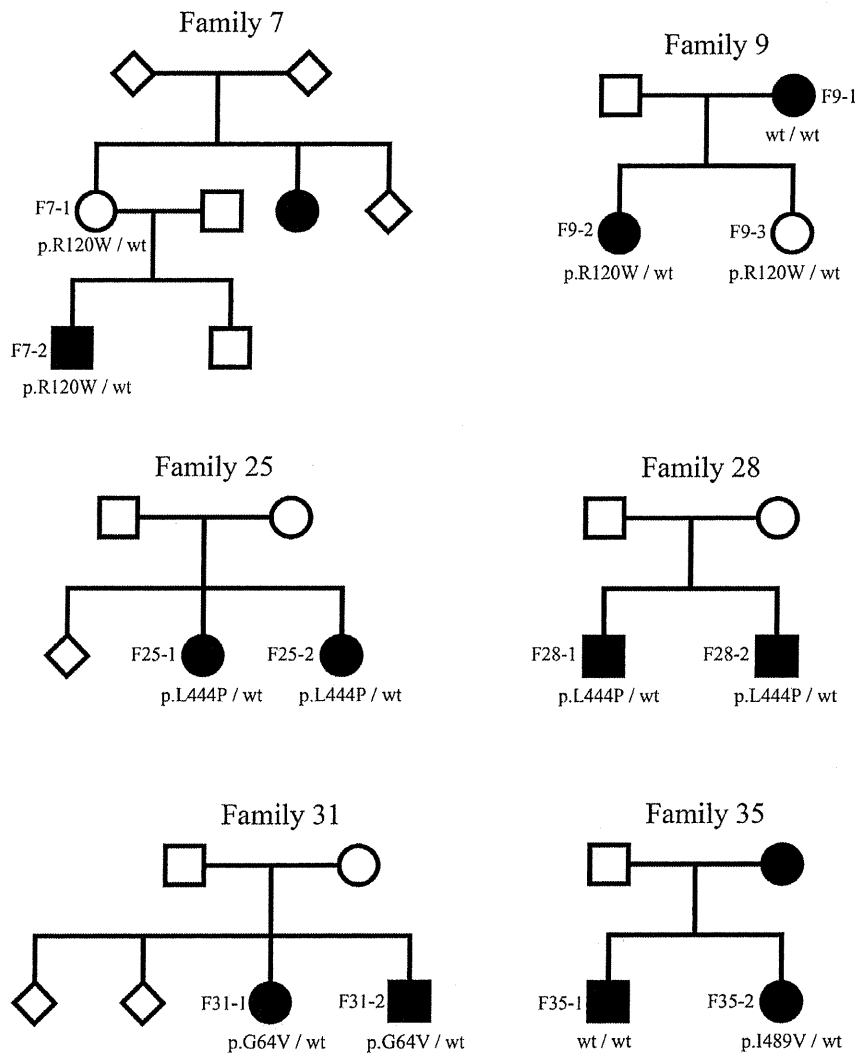 Family 7
F7-1
p.R120W / wt
F7-2
p.R120W / wt
Family 9
F9-1
wt / wt
F9-2
F9-3
p.R120W / wt
p.R120W / wt
Family 25
F25-1
F25-2
p.L444P / wt
p.L444P / wt
Family 28
F28-1
F28-2
p.L444P / wt
p.L444P / wt
Family 31
F31-1
F31-2
p.G64V / wt
p.G64V / wt
Family 35
F35-1
F35-2
wt / wt
p.I489V / wt